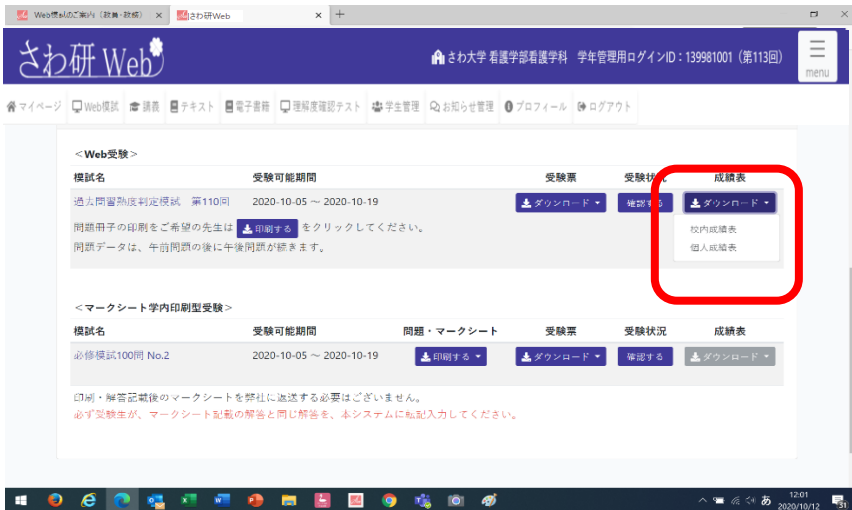 Web模試のご案内（教員・教務） ×
さわ研Web ×
さわ研 Web
さわ大学 看護学部看護学科 学年管理用ログインID：139981001（第113回）
menu
マイページ Web模試 講義 テキスト 電子書籍 理解度確認テスト 学生管理 お知らせ管理 プロフィール ログアウト
＜Web受験＞
模試名 受験可能期間 受験票 受験状況 成績表
過去問習熟度判定模試 第110回 2020-10-05 ～ 2020-10-19 ダウンロード 確認する ダウンロード
問題冊子の印刷をご希望の先生は 印刷する をクリックしてください。
問題データは、午前問題の後に午後問題が続きます。
校内成績表
個人成績表
＜マークシート学内印刷型受験＞
模試名 受験可能期間 問題・マークシート 受験票 受験状況 成績表
必修模試100問 No.2 2020-10-05 ～ 2020-10-19 印刷する ダウンロード 確認する ダウンロード
印刷・解答記載後のマークシートを弊社に返送する必要はございません。
必ず受験生が、マークシート記載の解答と同じ解答を、本システムに転記入力してください。
あ 12:01
2020/10/12
31